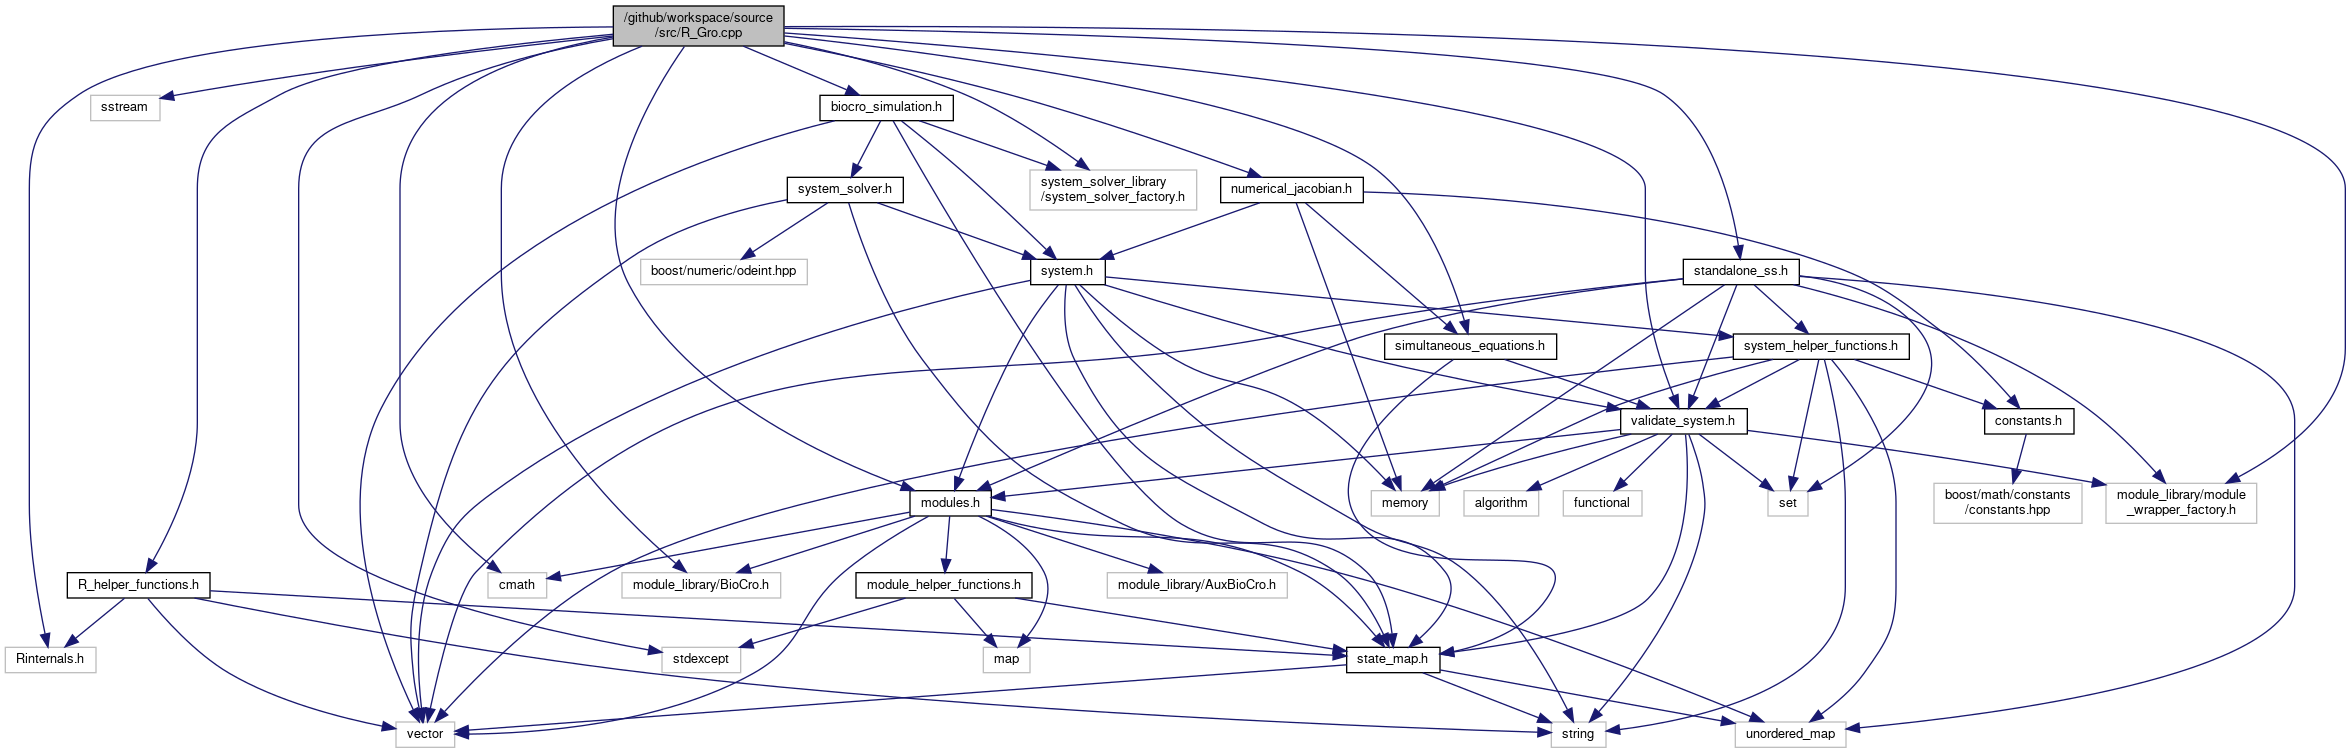 /github/workspace/source
/src/R_Gro.cpp
sstream
biocro_simulation.h
system_solver.h
system_solver_library
/system_solver_factory.h
numerical_jacobian.h
boost/numeric/odeint.hpp
system.h
standalone_ss.h
simultaneous_equations.h
system_helper_functions.h
validate_system.h
constants.h
modules.h
memory
algorithm
functional
set
boost/math/constants
/constants.hpp
module_library/module
_wrapper_factory.h
R_helper_functions.h
cmath
module_library/BioCro.h
module_helper_functions.h
module_library/AuxBioCro.h
Rinternals.h
stdexcept
map
state_map.h
vector
string
unordered_map